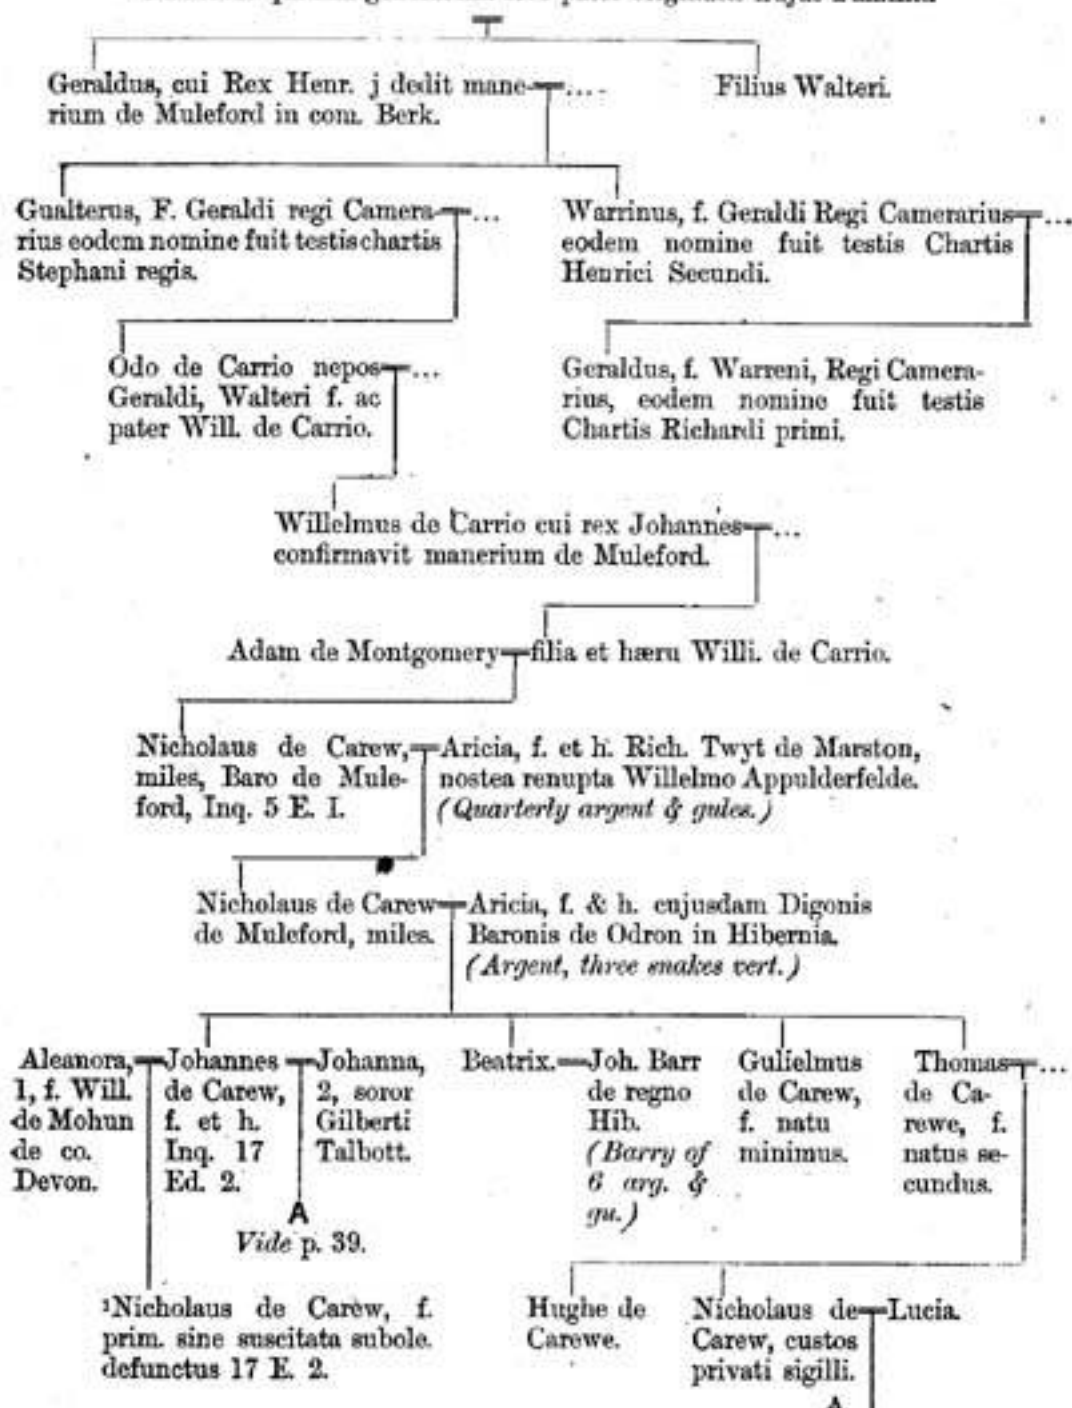 Geraldus, cui Rex Henr. j dedit mane-....
rium de Muleford in com. Berk.
Filius Walteri.
Gualterus, F. Geraldi regi Camera-...
rius eodem nomine fuit testis chartis
Stephani regis.
Warrinus, f. Geraldi Regi Camerarius...
eodem nomine fuit testis Chartis
Henrici Secundi.
Odo de Carrio nepos...
Geraldi, Walteri f. ac
pater Will. de Carrio.
Geraldus, f. Warreni, Regi Camera-
rius, eodem nomine fuit testis
Chartis Richardi primi.
Willelmus de Carrio cui rex Johannes...
confirmavit manerium de Muleford.
Adam de Montgomery
filia et hæru Willi. de Carrio.
Nicholaus de Carew,
miles, Baro de Mule-
ford, Inq. 5 E. I.
Aricia, f. et h. Rich. Twyt de Marston,
nostea renupta Willelmo Appulderfelde.
(Quarterly argent & gules.)
Nicholaus de Carew
de Muleford, miles.
Aricia, f. & h. cujusdam Digonis
Baronis de Odron in Hibernia.
(Argent, three snakes vert.)
Aleanora,
1, f. Will.
de Mohun
de co.
Devon.
Johannes
de Carew,
f. et h.
Inq. 17
Ed. 2.
Johanna,
2, soror
Gilberti
Talbott.
A
Vide p. 39.
Beatrix.
Joh. Barr
de regno
Hib.
(Barry of
6 arg. &
gu.)
Gulielmus
de Carew,
f. natu
minimus.
Thomas...
de Ca-
rewe, f.
natus se-
cundus.
¹Nicholaus de Carew, f.
prim. sine suscitata subole.
defunctus 17 E. 2.
Hughe de
Carewe.
Nicholaus de
Carew, custos
privati sigilli.
Lucia.
A